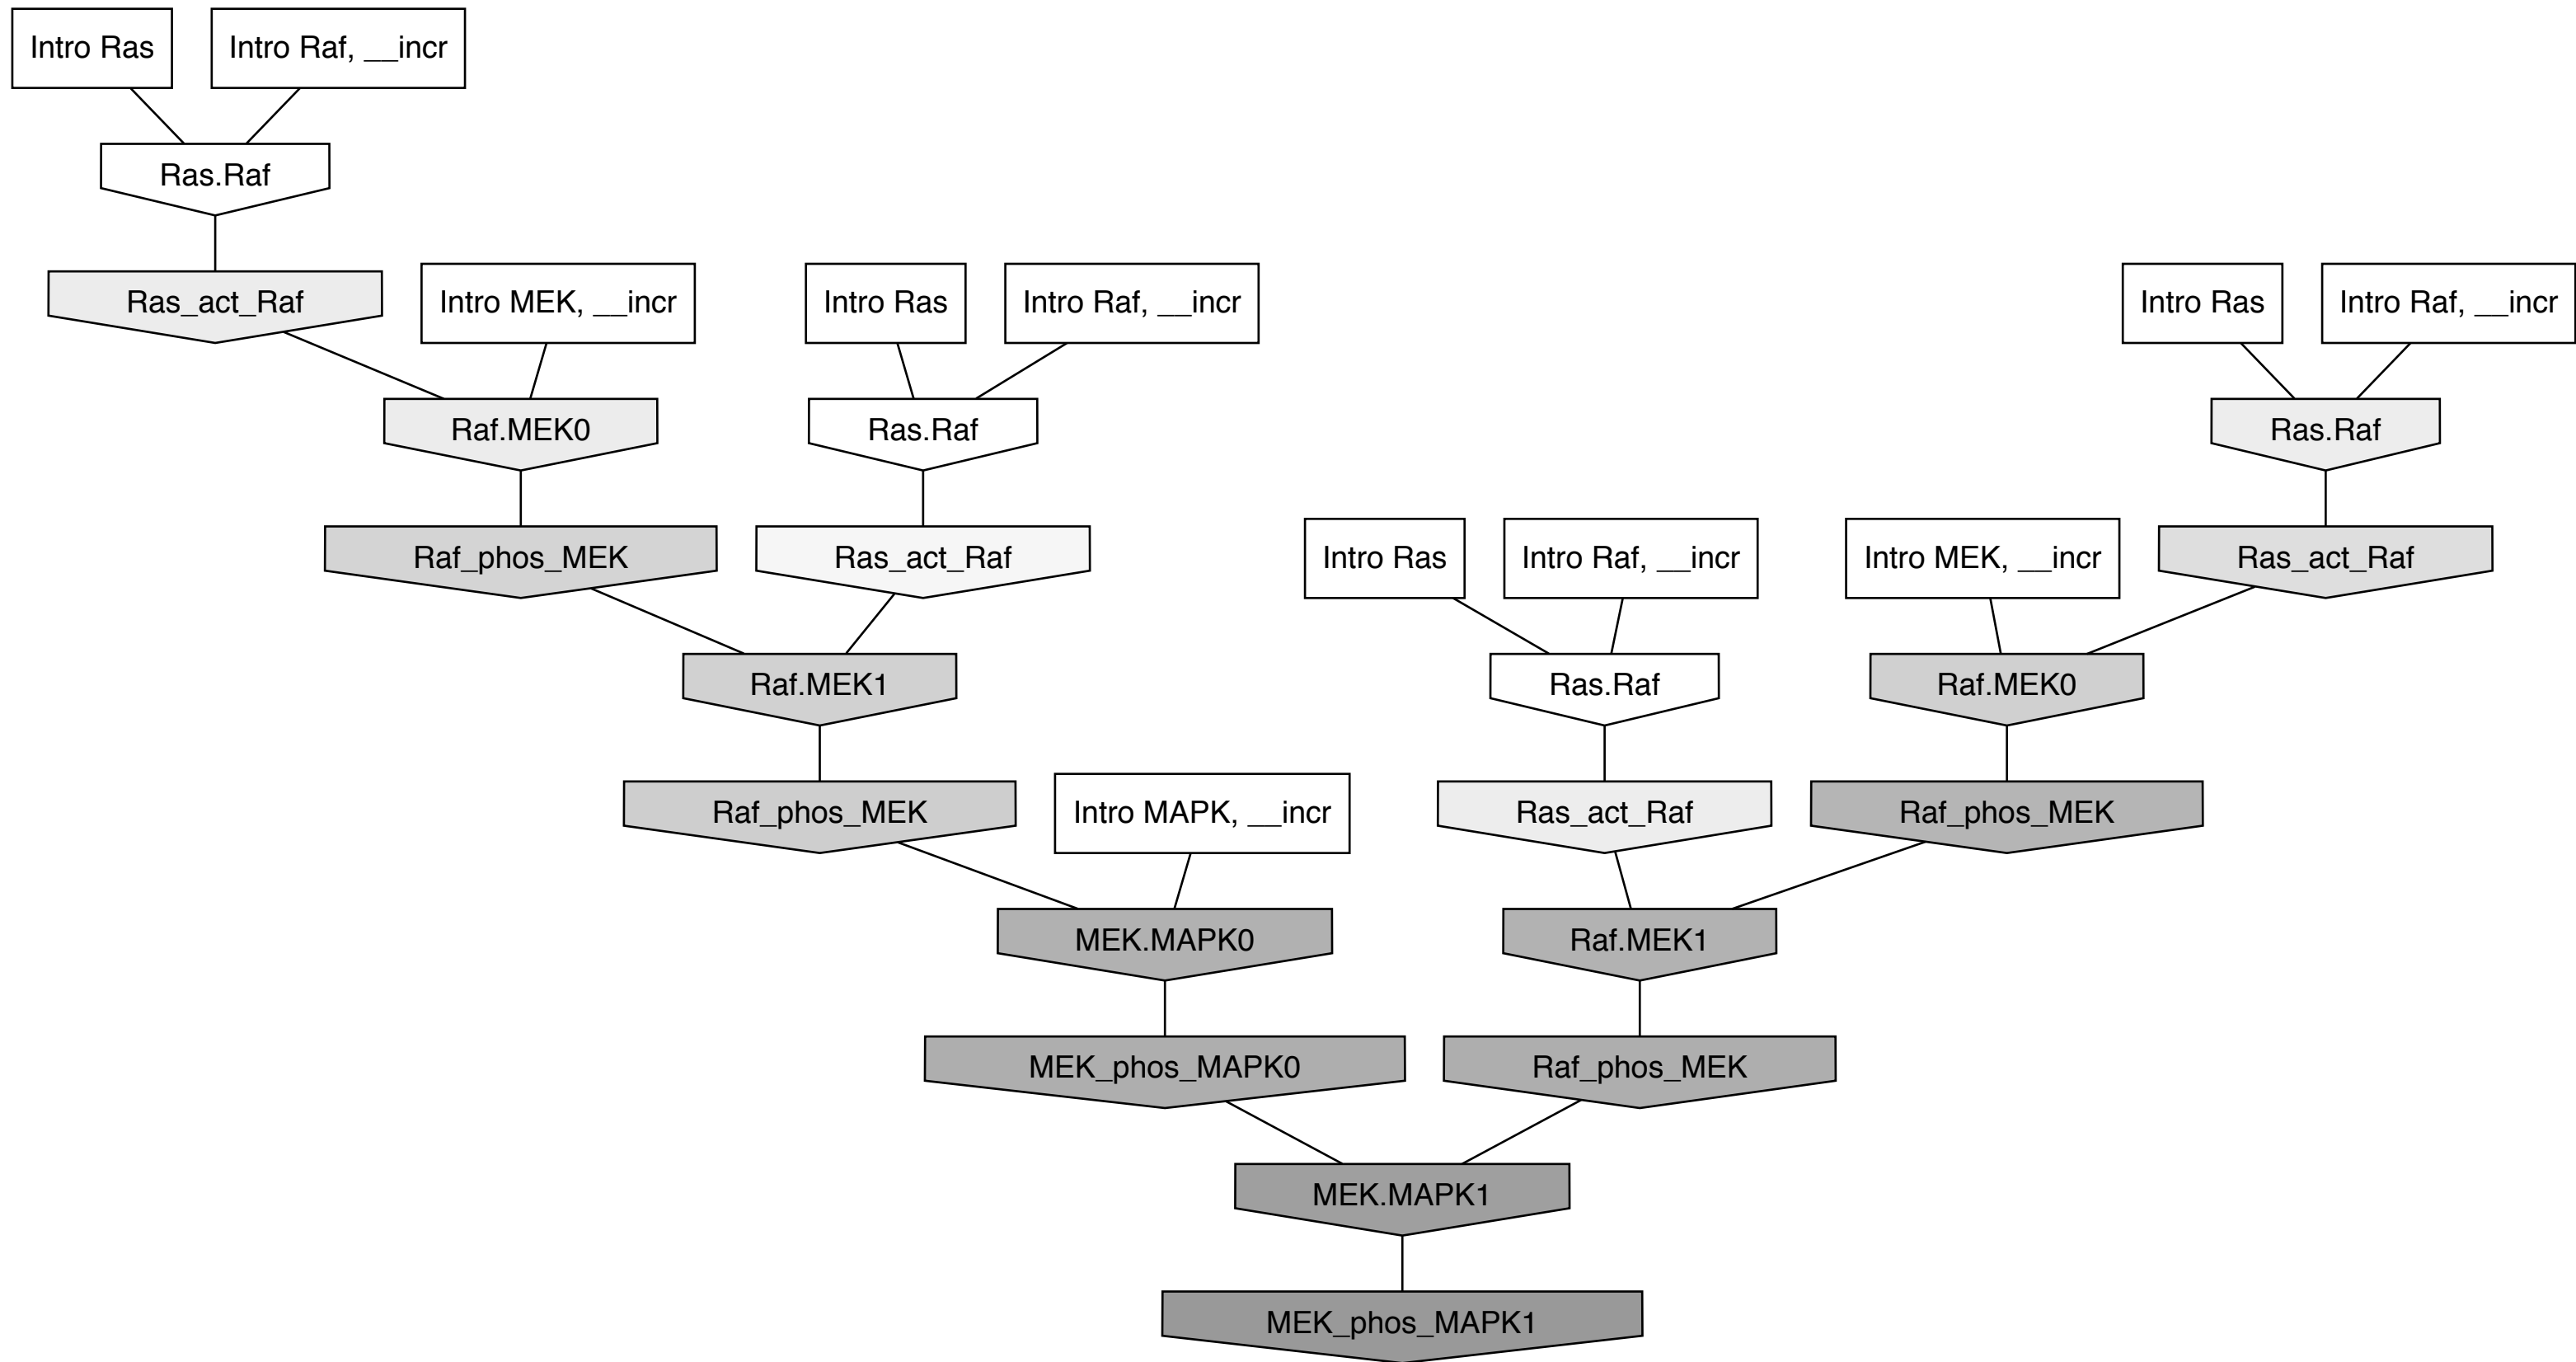 Intro Ras
Intro Raf, __incr
Ras.Raf
Ras_act_Raf
Intro MEK, __incr
Intro Ras
Intro Raf, __incr
Intro Ras
Intro Raf, __incr
Raf.MEK0
Ras.Raf
Ras.Raf
Raf_phos_MEK
Ras_act_Raf
Intro Ras
Intro Raf, __incr
Intro MEK, __incr
Ras_act_Raf
Raf.MEK1
Ras.Raf
Raf.MEK0
Raf_phos_MEK
Intro MAPK, __incr
Ras_act_Raf
Raf_phos_MEK
MEK.MAPK0
Raf.MEK1
MEK_phos_MAPK0
Raf_phos_MEK
MEK.MAPK1
MEK_phos_MAPK1